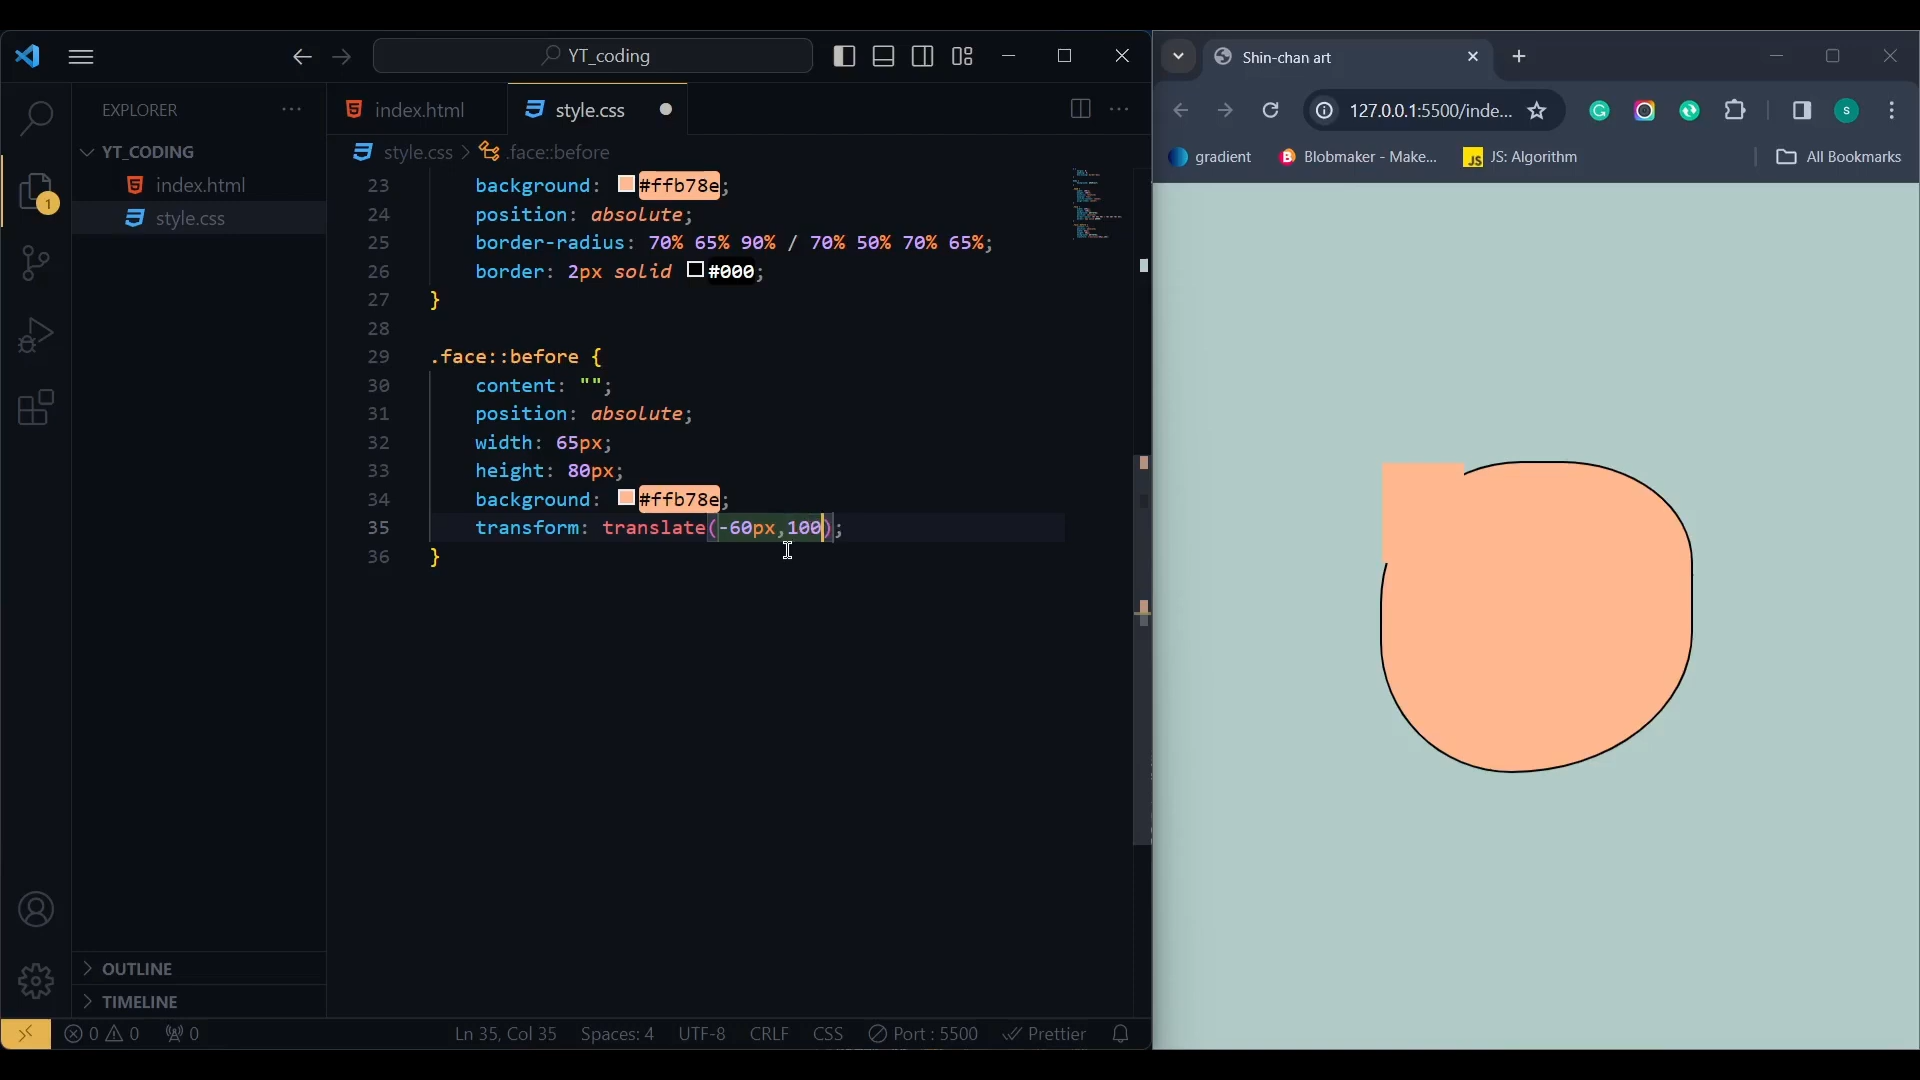 YT_coding
EXPLORER
YT_CODING
index.html
style.css
1
OUTLINE
TIMELINE
index.html
style.css
style.css > .face::before
23 background: #ffb78e;
24 position: absolute;
25 border-radius: 70% 65% 90% / 70% 50% 70% 65%;
26 border: 2px solid #000;
27 }
28
29 .face::before {
30 content: "";
31 position: absolute;
32 width: 65px;
33 height: 80px;
34 background: #ffb78e;
35 transform: translate(-60px,100);
36 }
0 0 0 Ln 35, Col 35 Spaces: 4 UTF-8 CRLF CSS Port : 5500 Prettier
Shin-chan art
127.0.0.1:5500/inde...
S
gradient Blobmaker - Make... JS JS: Algorithm All Bookmarks